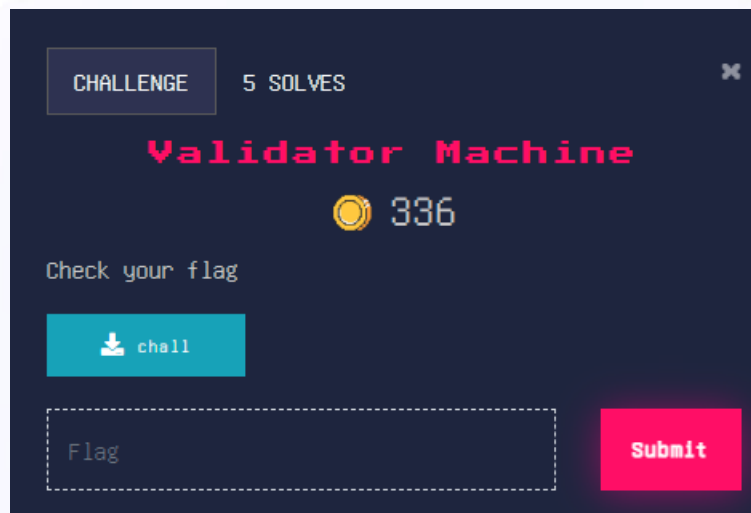 CHALLENGE 5 SOLVES
Validator Machine
336
Check your flag
chall
Flag
Submit